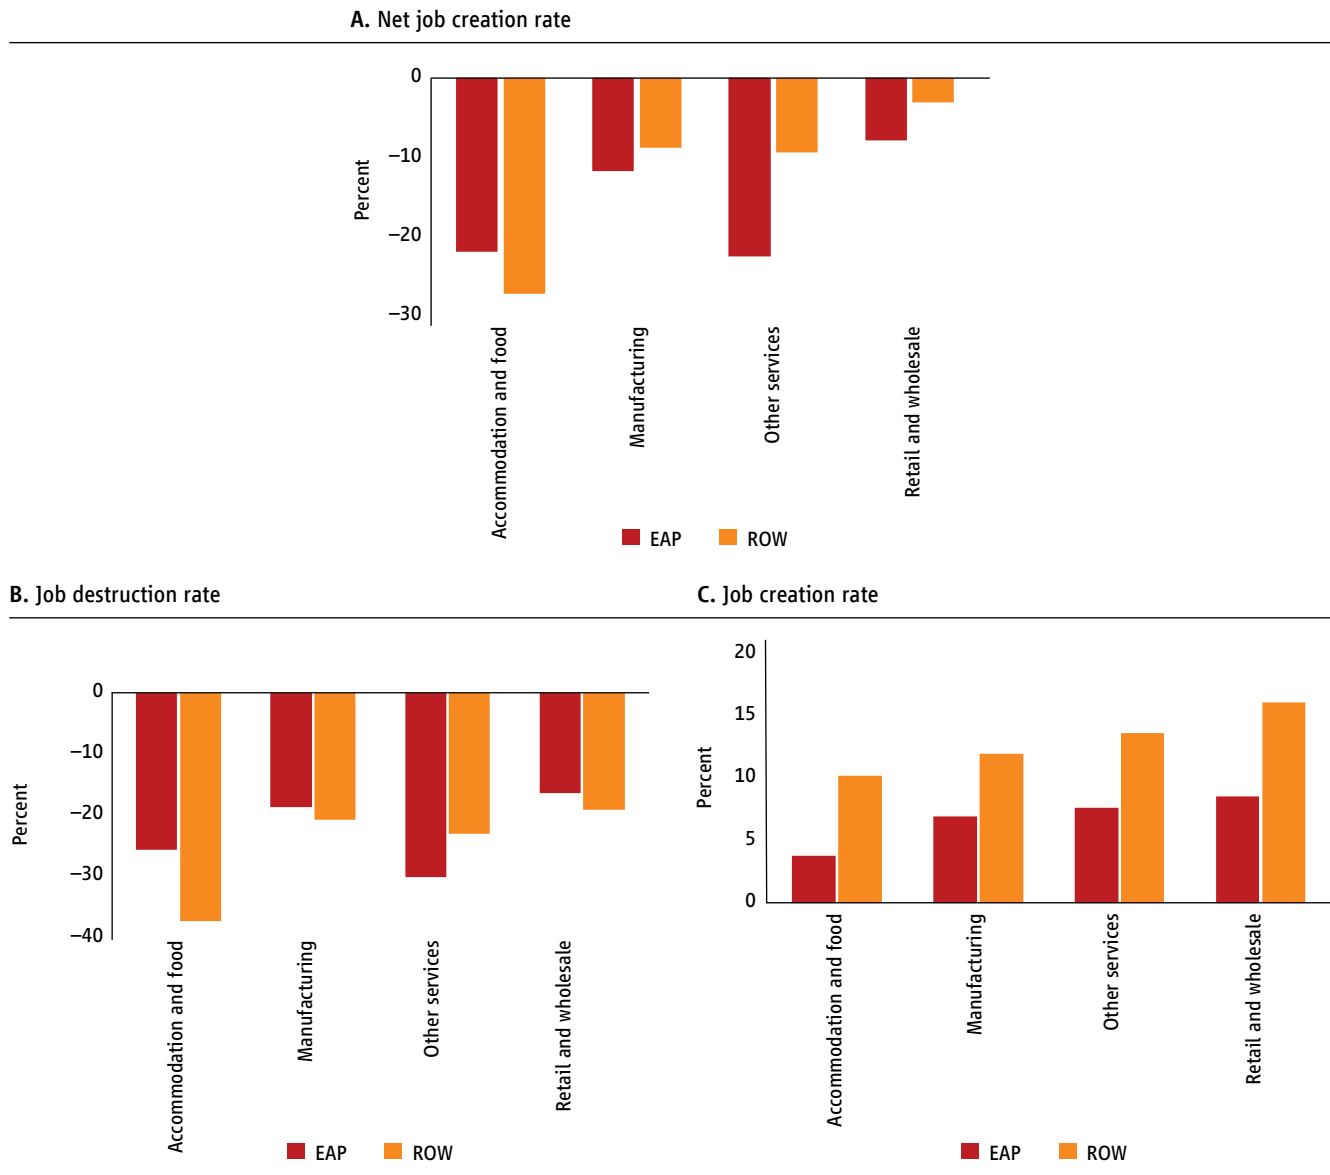 A. Net job creation rate
0
–10
–20
–30
Percent
Accommodation and food
Manufacturing
Other services
Retail and wholesale
EAP
ROW
B. Job destruction rate
0
–10
–20
–30
–40
Percent
Accommodation and food
Manufacturing
Other services
Retail and wholesale
EAP
ROW
C. Job creation rate
20
15
10
5
0
Percent
Accommodation and food
Manufacturing
Other services
Retail and wholesale
EAP
ROW